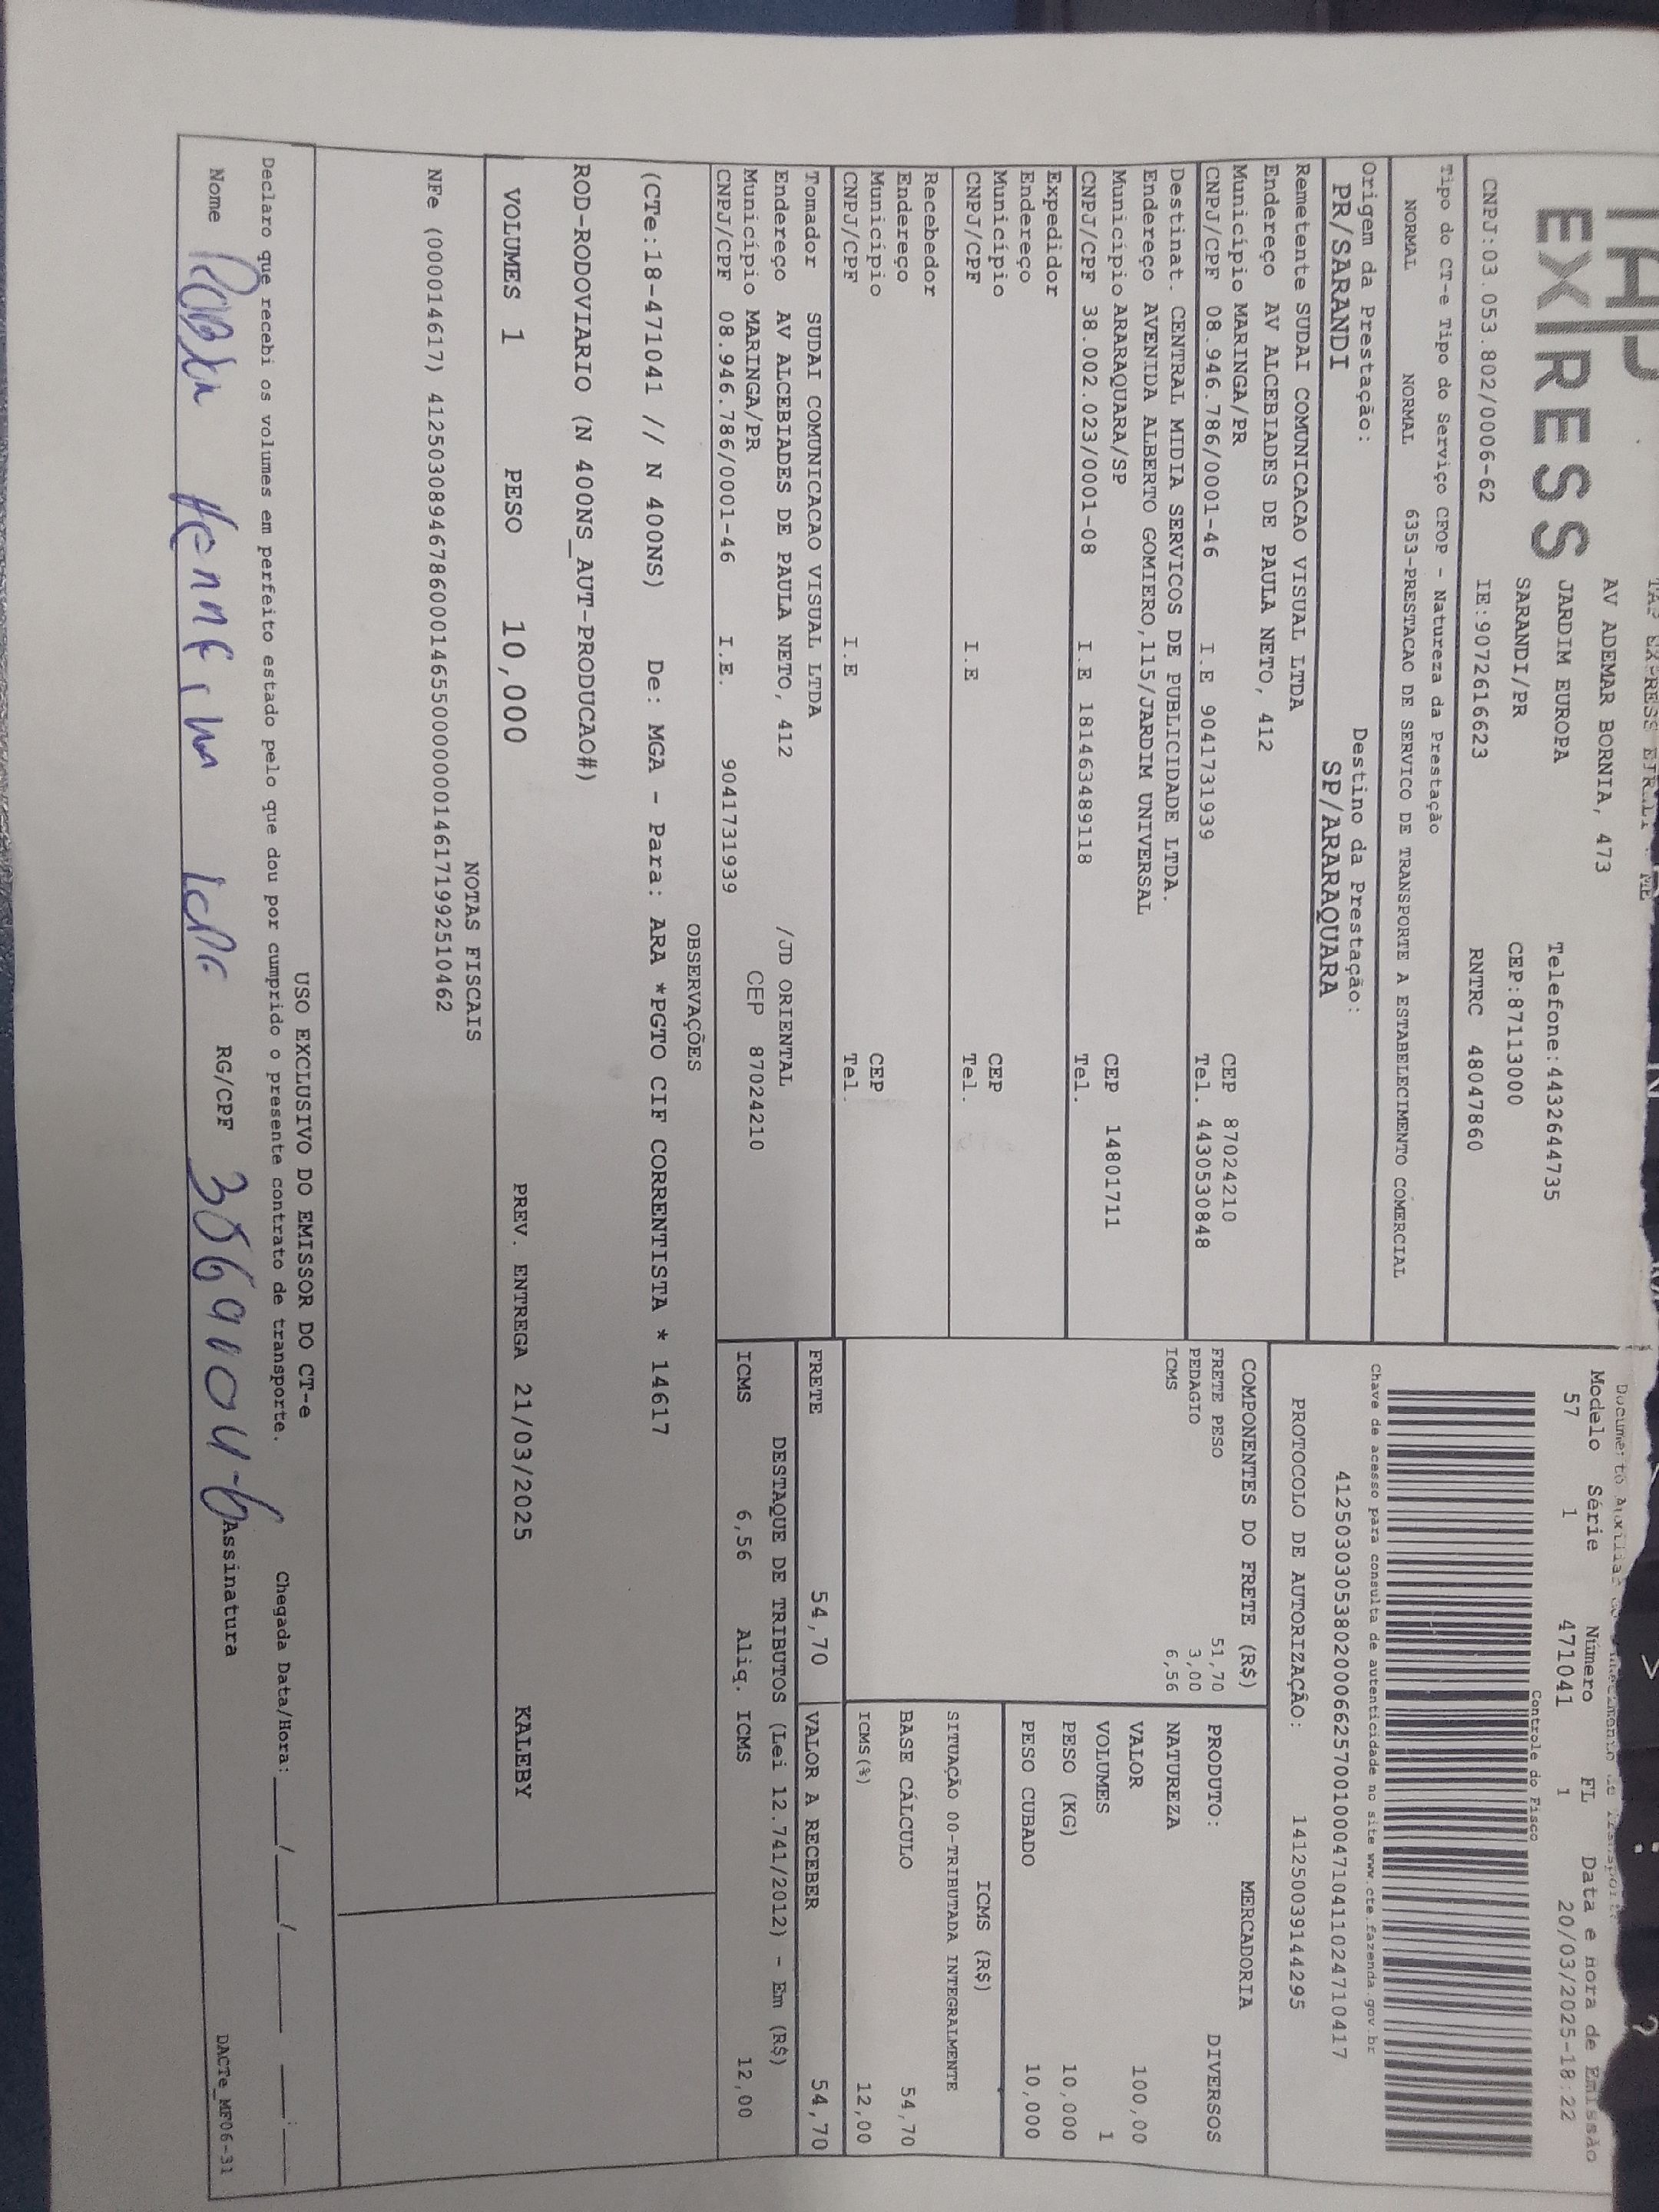 EXPRESS
AV ADEMAR BORNIA, 473
JARDIM EUROPA Telefone:4432644735
SARANDI/PR CEP:87113000
CNPJ:03.053.802/0006-62 IE:9072616623 RNTRC 48047860
Modelo Série Número FL Data e Hora de Emissão
57 1 471041 1 20/03/2025-18:22
Controle do Fisco
Chave de acesso para consulta de autenticidade no site www.cte.fazenda.gov.br
41250303053802000662570010004710411024710417
PROTOCOLO DE AUTORIZAÇÃO: 141250039144295
Tipo do CT-e Tipo do Serviço CFOP - Natureza da Prestação
NORMAL NORMAL 6353-PRESTACAO DE SERVICO DE TRANSPORTE A ESTABELECIMENTO COMERCIAL
Origem da Prestação: Destino da Prestação:
PR/SARANDI SP/ARARAQUARA
Remetente SUDAI COMUNICACAO VISUAL LTDA
Endereço AV ALCEBIADES DE PAULA NETO, 412
Município MARINGA/PR CEP 87024210
CNPJ/CPF 08.946.786/0001-46 I.E 9041731939 Tel. 4430530848
Destinat. CENTRAL MIDIA SERVICOS DE PUBLICIDADE LTDA.
Endereço AVENIDA ALBERTO GOMIERO,115/JARDIM UNIVERSAL
Município ARARAQUARA/SP CEP 14801711
CNPJ/CPF 38.002.023/0001-08 I.E 181463489118 Tel.
Expedidor
Endereço
Município CEP
CNPJ/CPF I.E Tel.
Recebedor
Endereço
Município CEP
CNPJ/CPF I.E Tel.
Tomador SUDAI COMUNICACAO VISUAL LTDA
Endereço AV ALCEBIADES DE PAULA NETO, 412 /JD ORIENTAL
Município MARINGA/PR CEP 87024210
CNPJ/CPF 08.946.786/0001-46 I.E. 9041731939
COMPONENTES DO FRETE (R$)
FRETE PESO 51,70
PEDAGIO 3,00
ICMS 6,56
MERCADORIA
PRODUTO: DIVERSOS
NATUREZA
VALOR 100,00
VOLUMES 1
PESO (KG) 10,000
PESO CUBADO 10,000
ICMS (R$)
SITUAÇÃO 00-TRIBUTADA INTEGRALMENTE
BASE CÁLCULO 54,70
ICMS(%) 12,00
FRETE 54,70 VALOR A RECEBER 54,70
DESTAQUE DE TRIBUTOS (Lei 12.741/2012) - Em (R$)
ICMS 6,56 Aliq. ICMS 12,00
OBSERVAÇÕES
(CTe:18-471041 // N 400NS) De: MGA - Para: ARA *PGTO CIF CORRENTISTA * 14617
ROD-RODOVIARIO (N 400NS_AUT-PRODUCAO#)
VOLUMES 1 PESO 10,000 PREV. ENTREGA 21/03/2025 KALEBY
NOTAS FISCAIS
NFe (000014617) 41250308946786000146550000000146171992510462
USO EXCLUSIVO DO EMISSOR DO CT-e
Declaro que recebi os volumes em perfeito estado pelo que dou por cumprido o presente contrato de transporte. Chegada Data/Hora:____/____/______ ____:____
Nome RG/CPF Assinatura
DACTe_MF06-31